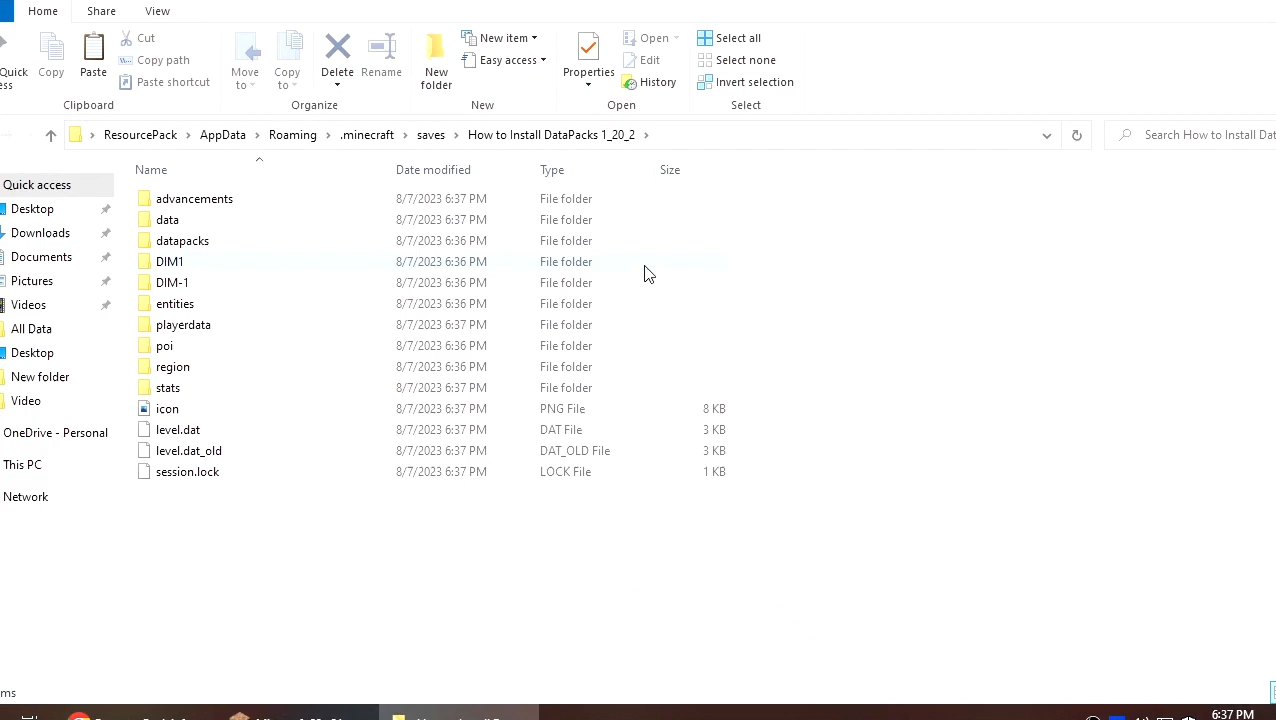 Home Share View
Cut
Copy path
Paste shortcut
Quick
Copy
Paste
Clipboard
Move to
Copy to
Delete
Rename
Organize
New folder
New item
Easy access
New
Properties
Open
Edit
History
Open
Select all
Select none
Invert selection
Select
ResourcePack > AppData > Roaming > .minecraft > saves > How to Install DataPacks 1_20_2 >
Search How to Install Dat
Name Date modified Type Size
Quick access
Desktop
Downloads
Documents
Pictures
Videos
All Data
Desktop
New folder
Video
OneDrive - Personal
This PC
Network
advancements 8/7/2023 6:37 PM File folder
data 8/7/2023 6:37 PM File folder
datapacks 8/7/2023 6:36 PM File folder
DIM1 8/7/2023 6:36 PM File folder
DIM-1 8/7/2023 6:36 PM File folder
entities 8/7/2023 6:36 PM File folder
playerdata 8/7/2023 6:37 PM File folder
poi 8/7/2023 6:36 PM File folder
region 8/7/2023 6:36 PM File folder
stats 8/7/2023 6:37 PM File folder
icon 8/7/2023 6:37 PM PNG File 8 KB
level.dat 8/7/2023 6:37 PM DAT File 3 KB
level.dat_old 8/7/2023 6:37 PM DAT_OLD File 3 KB
session.lock 8/7/2023 6:37 PM LOCK File 1 KB
ms
6:37 PM